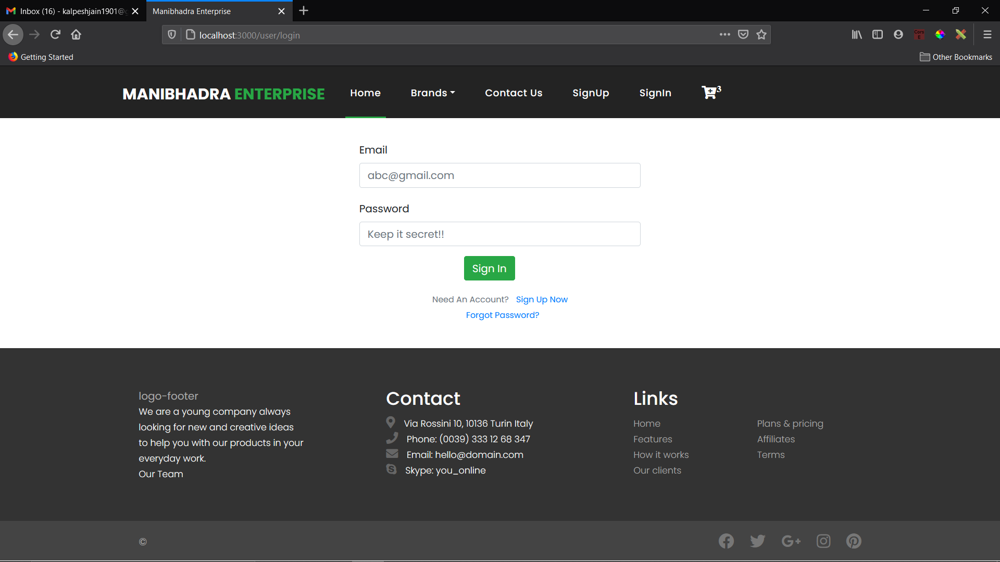 Inbox (16) - kalpeshjain1901@g
Manibhadra Enterprise
localhost:3000/user/login
Cors
E
Getting Started
Other Bookmarks
MANIBHADRA ENTERPRISE
Home
Brands
Contact Us
SignUp
SignIn
3
Email
abc@gmail.com
Password
Keep it secret!!
Sign In
Need An Account? Sign Up Now
Forgot Password?
logo-footer
We are a young company always
looking for new and creative ideas
to help you with our products in your
everyday work.
Our Team
Contact
Via Rossini 10, 10136 Turin Italy
Phone: (0039) 333 12 68 347
Email: hello@domain.com
Skype: you_online
Links
Home
Features
How it works
Our clients
Plans & pricing
Affiliates
Terms
©